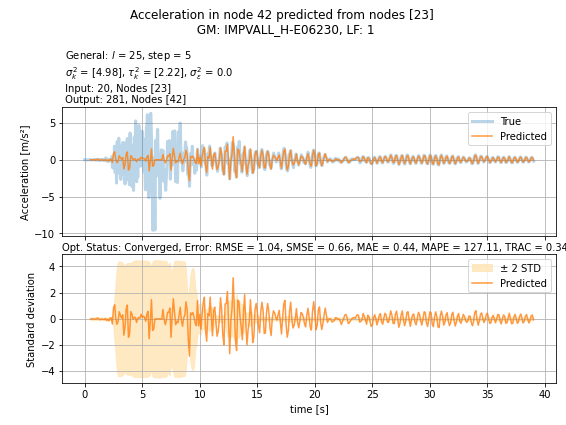 Acceleration in node 42 predicted from nodes [23]
GM: IMPVALL_H-E06230, LF: 1
General: l = 25, step = 5
σ²ₖ = [4.98], τ²ₖ = [2.22], σ²_ε = 0.0
Input: 20, Nodes [23]
Output: 281, Nodes [42]
Acceleration [m/s²]
5
0
−5
−10
True
Predicted
Opt. Status: Converged, Error: RMSE = 1.04, SMSE = 0.66, MAE = 0.44, MAPE = 127.11, TRAC = 0.34
Standard deviation
4
2
0
−2
−4
± 2 STD
Predicted
0 5 10 15 20 25 30 35 40
time [s]